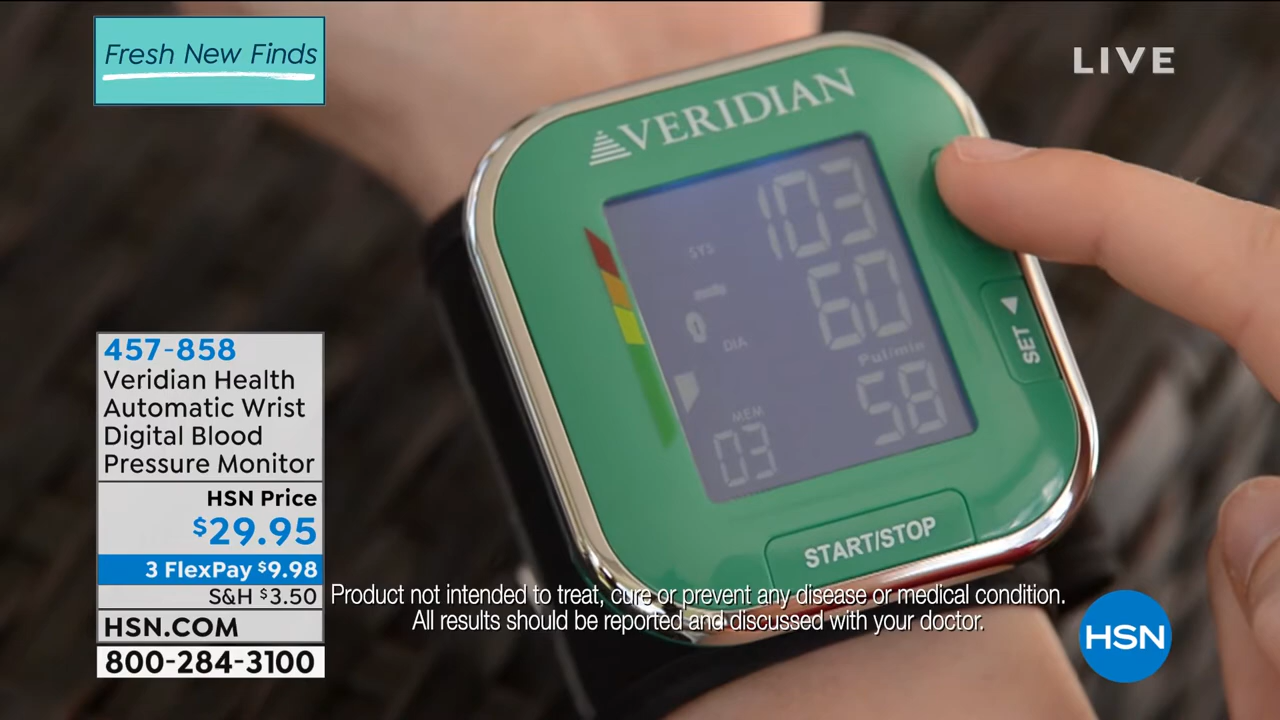 Fresh New Finds
LIVE
VERIDIAN
SYS 103
DIA 60
Pul/min
MEM
03 58
SET
START/STOP
457-858
Veridian Health
Automatic Wrist
Digital Blood
Pressure Monitor
HSN Price
$29.95
3 FlexPay $9.98
S&H $3.50
HSN.COM
800-284-3100
Product not intended to treat, cure or prevent any disease or medical condition.
All results should be reported and discussed with your doctor.
HSN